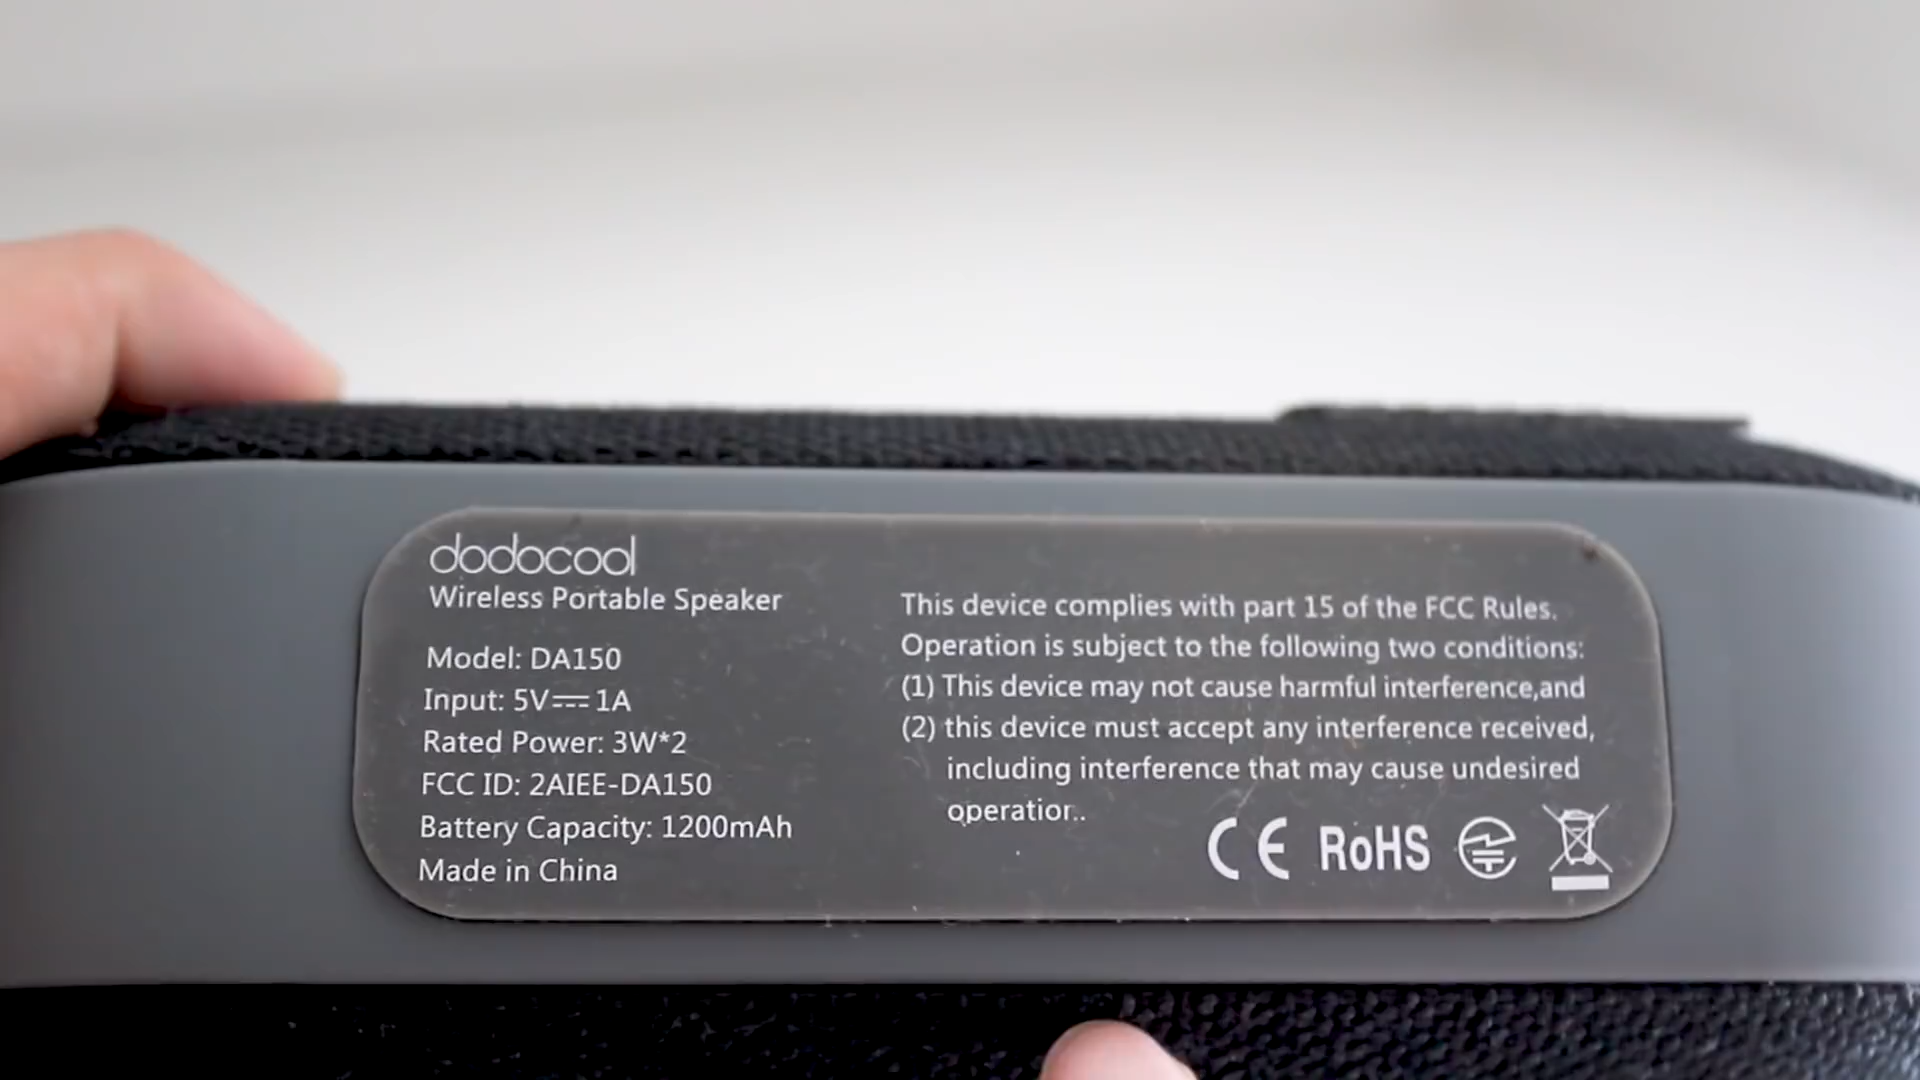 dodocool
Wireless Portable Speaker
Model: DA150
Input: 5V⎓1A
Rated Power: 3W*2
FCC ID: 2AIEE-DA150
Battery Capacity: 1200mAh
Made in China
This device complies with part 15 of the FCC Rules.
Operation is subject to the following two conditions:
(1) This device may not cause harmful interference,and
(2) this device must accept any interference received,
including interference that may cause undesired
operatior..
CE RoHS